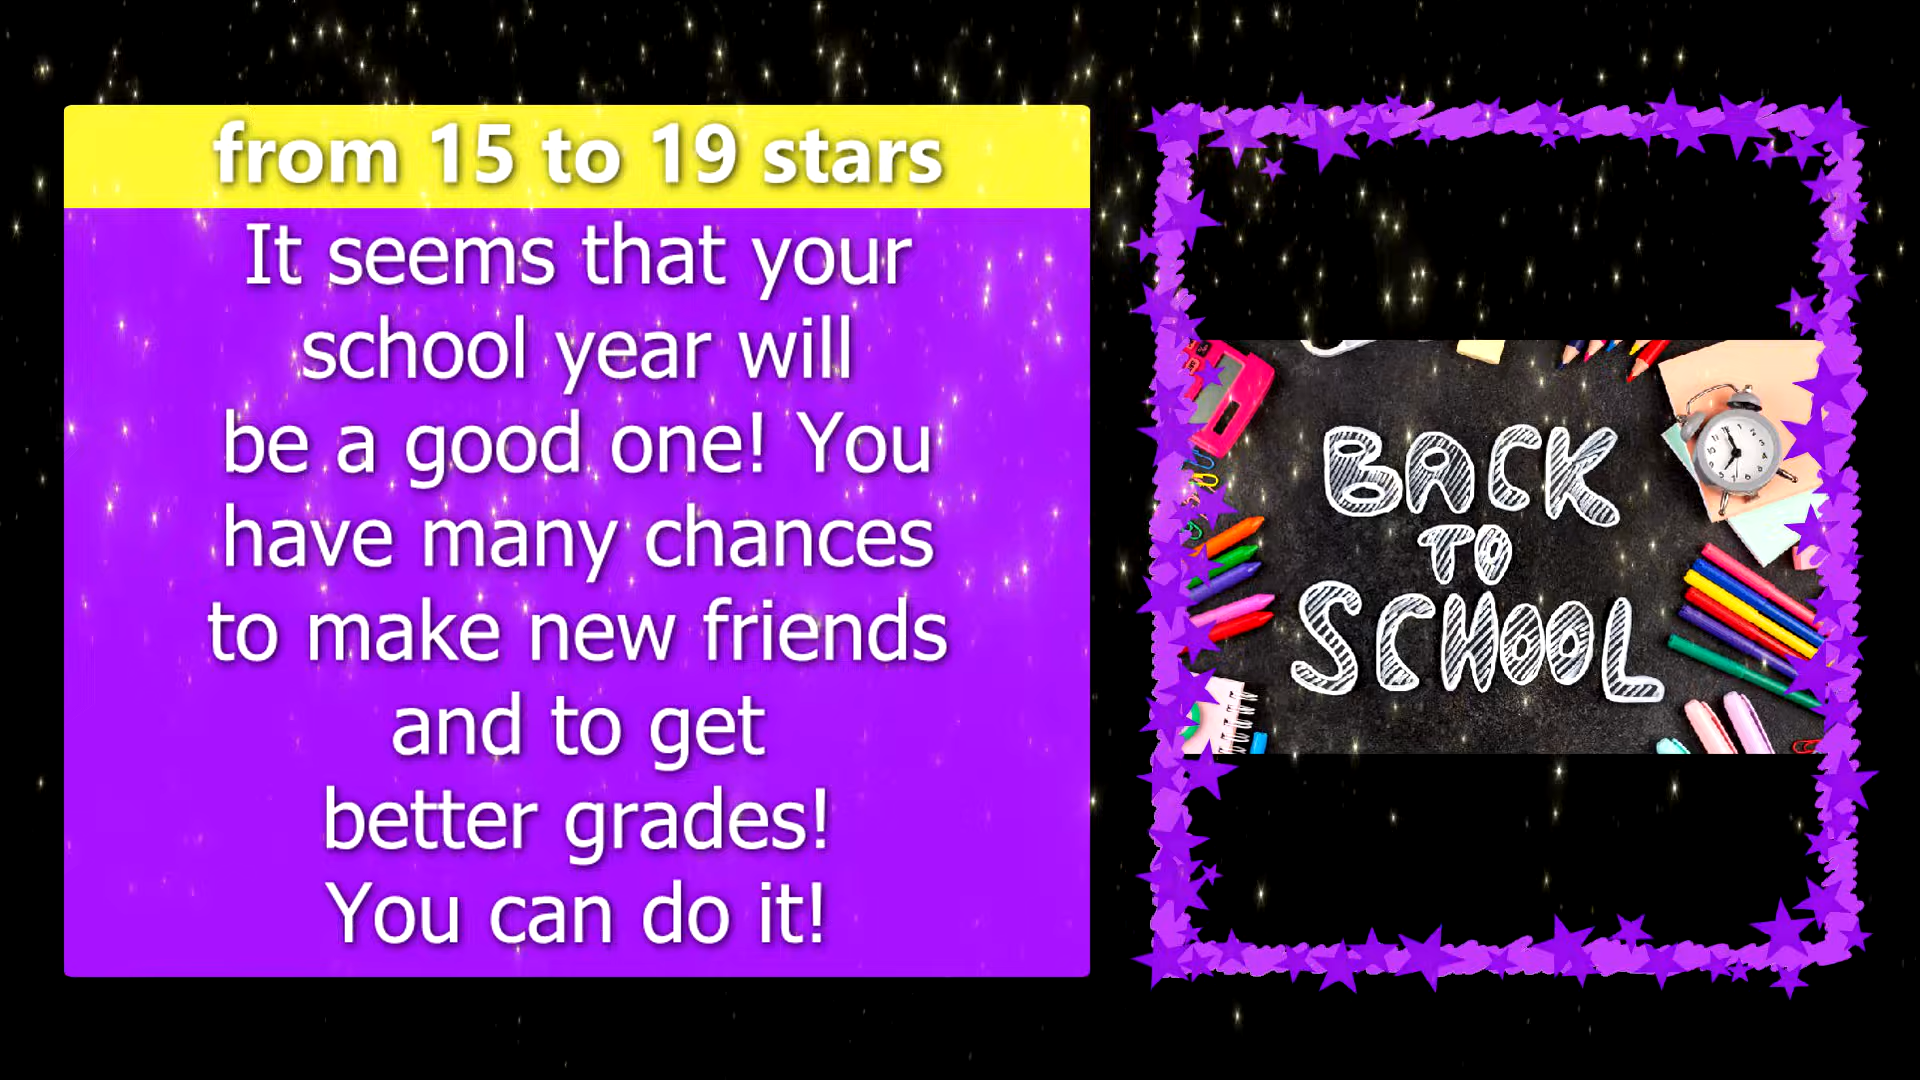 from 15 to 19 stars
It seems that your
school year will
be a good one! You
have many chances
to make new friends
and to get
better grades!
You can do it!
BACK
TO
SCHOOL